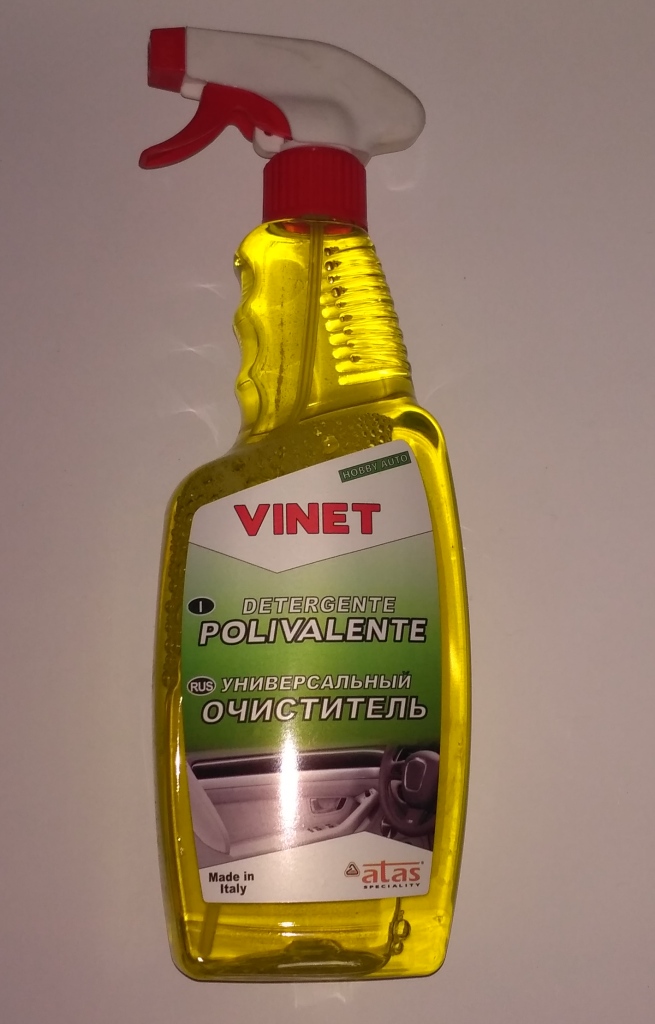 HOBBY AUTO
VINET
I DETERGENTE
POLIVALENTE
RUS УНИВЕРСАЛЬНЫЙ
ОЧИСТИТЕЛЬ
Made in
Italy
atas
SPECIALITY